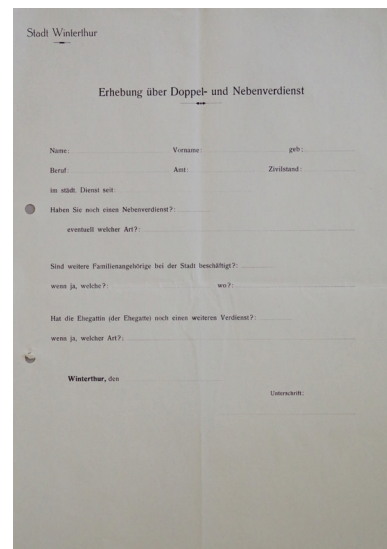 Stadt Winterthur
Erhebung über Doppel- und Nebenverdienst
Name: Vorname: geb:
Beruf: Amt: Zivilstand:
im städt. Dienst seit:
Haben Sie noch einen Nebenverdienst?:
eventuell welcher Art?:
Sind weitere Familienangehörige bei der Stadt beschäftigt?:
wenn ja, welche?: wo?:
Hat die Ehegattin (der Ehegatte) noch einen weiteren Verdienst?:
wenn ja, welcher Art?:
Winterthur, den
Unterschrift: